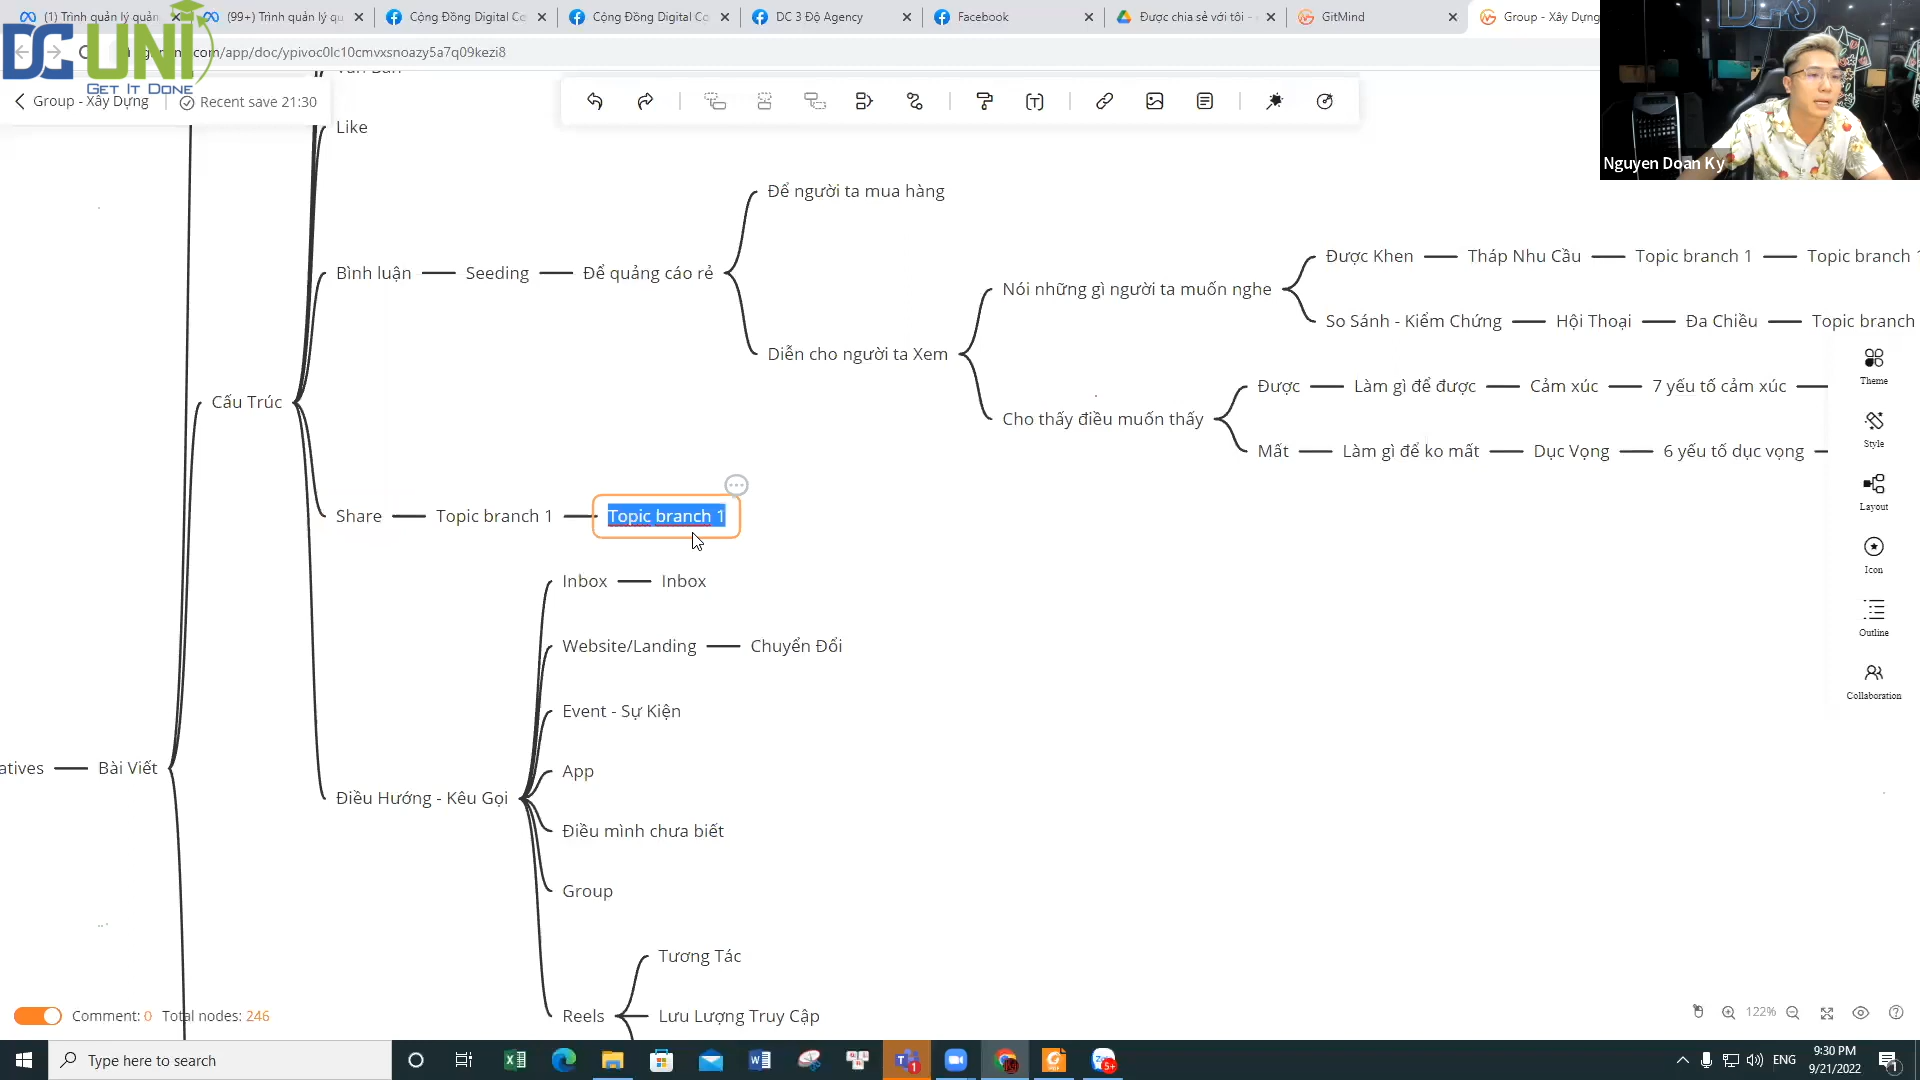 (1) Trình quản lý quản
(99+) Trình quản lý qu
Cộng Đồng Digital Co
Cộng Đồng Digital Co
DC 3 Độ Agency
Facebook
Được chia sẻ với tôi -
GitMind
Group - Xây Dựng
DC UNI
GET IT DONE
.com/app/doc/ypivoc0lc10cmvxsnoazy5a7q09kezi8
Group - Xây Dựng
Recent save 21:30
Nguyen Doan Ky
Văn Bản
Like
Để người ta mua hàng
Bình luận
Seeding
Để quảng cáo rẻ
Nói những gì người ta muốn nghe
Được Khen
Tháp Nhu Cầu
Topic branch 1
Topic branch 1
So Sánh - Kiểm Chứng
Hội Thoại
Đa Chiều
Topic branch
Diễn cho người ta Xem
Cho thấy điều muốn thấy
Được
Làm gì để được
Cảm xúc
7 yếu tố cảm xúc
Mất
Làm gì để ko mất
Dục Vọng
6 yếu tố dục vọng
Cấu Trúc
Share
Topic branch 1
Topic branch 1
Inbox
Inbox
Website/Landing
Chuyển Đổi
Event - Sự Kiện
App
atives
Bài Viết
Điều Hướng - Kêu Gọi
Điều mình chưa biết
Group
Tương Tác
Reels
Lưu Lượng Truy Cập
Theme
Style
Layout
Icon
Outline
Collaboration
Comment: 0
Total nodes: 246
122%
Type here to search
1
5+
ENG
9:30 PM
9/21/2022
1